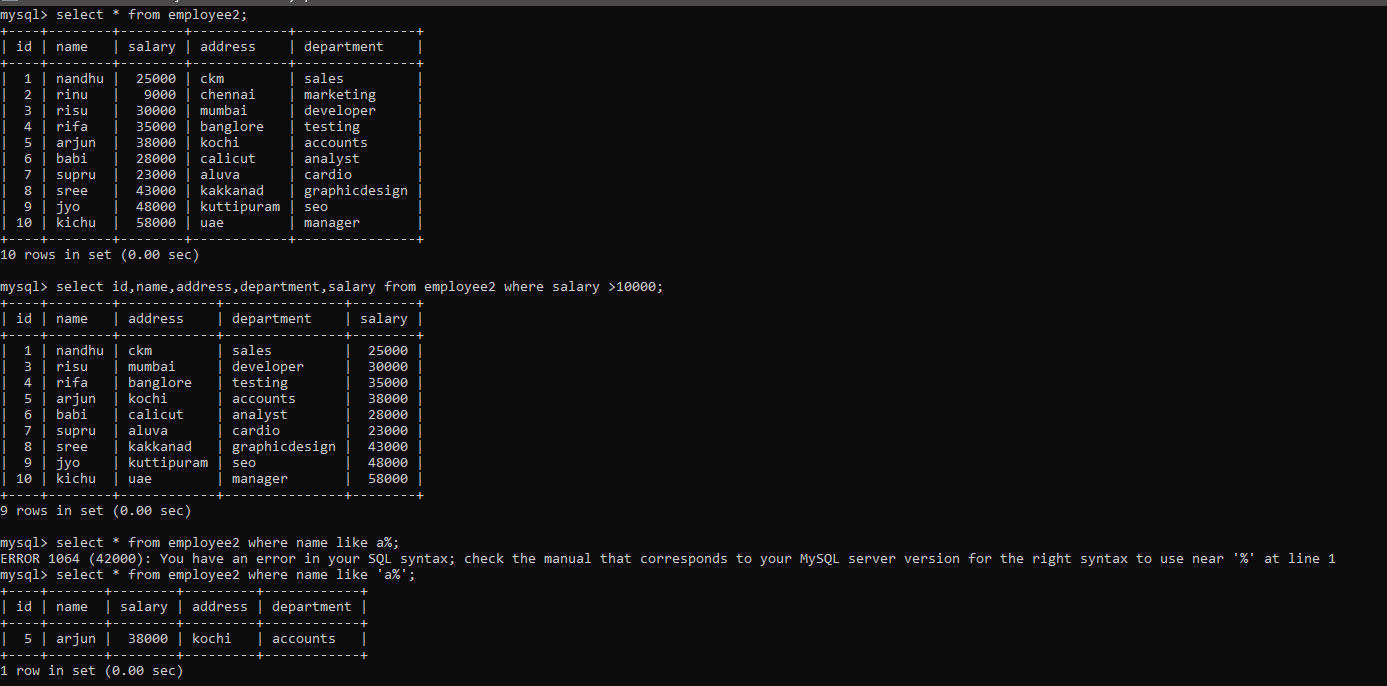 mysql> select * from employee2;
+----+--------+--------+------------+---------------+
| id | name   | salary | address    | department    |
+----+--------+--------+------------+---------------+
|  1 | nandhu |  25000 | ckm        | sales         |
|  2 | rinu   |   9000 | chennai    | marketing     |
|  3 | risu   |  30000 | mumbai     | developer     |
|  4 | rifa   |  35000 | banglore   | testing       |
|  5 | arjun  |  38000 | kochi      | accounts      |
|  6 | babi   |  28000 | calicut    | analyst       |
|  7 | supru  |  23000 | aluva      | cardio        |
|  8 | sree   |  43000 | kakkanad   | graphicdesign |
|  9 | jyo    |  48000 | kuttipuram | seo           |
| 10 | kichu  |  58000 | uae        | manager       |
+----+--------+--------+------------+---------------+
10 rows in set (0.00 sec)

mysql> select id,name,address,department,salary from employee2 where salary >10000;
+----+--------+------------+---------------+--------+
| id | name   | address    | department    | salary |
+----+--------+------------+---------------+--------+
|  1 | nandhu | ckm        | sales         |  25000 |
|  3 | risu   | mumbai     | developer     |  30000 |
|  4 | rifa   | banglore   | testing       |  35000 |
|  5 | arjun  | kochi      | accounts      |  38000 |
|  6 | babi   | calicut    | analyst       |  28000 |
|  7 | supru  | aluva      | cardio        |  23000 |
|  8 | sree   | kakkanad   | graphicdesign |  43000 |
|  9 | jyo    | kuttipuram | seo           |  48000 |
| 10 | kichu  | uae        | manager       |  58000 |
+----+--------+------------+---------------+--------+
9 rows in set (0.00 sec)

mysql> select * from employee2 where name like a%;
ERROR 1064 (42000): You have an error in your SQL syntax; check the manual that corresponds to your MySQL server version for the right syntax to use near '%' at line 1
mysql> select * from employee2 where name like 'a%';
+----+-------+--------+---------+------------+
| id | name  | salary | address | department |
+----+-------+--------+---------+------------+
|  5 | arjun |  38000 | kochi   | accounts   |
+----+-------+--------+---------+------------+
1 row in set (0.00 sec)